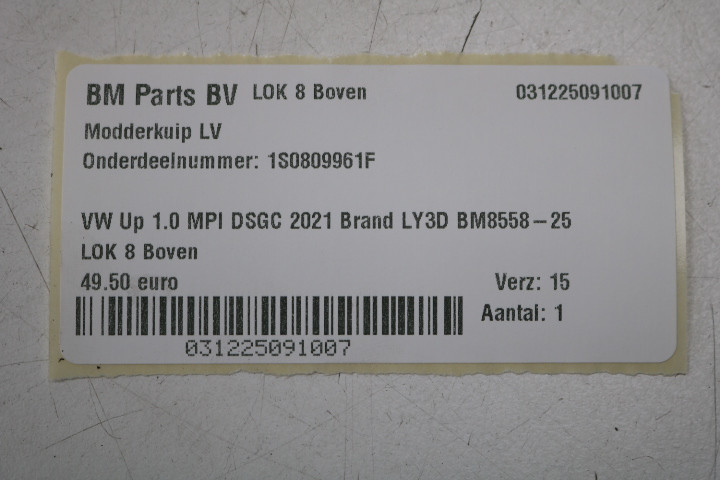 BM Parts BV LOK 8 Boven 031225091007
Modderkuip LV
Onderdeelnummer: 1S0809961F
VW Up 1.0 MPI DSGC 2021 Brand LY3D BM8558-25
LOK 8 Boven
49.50 euro Verz: 15
Aantal: 1
031225091007